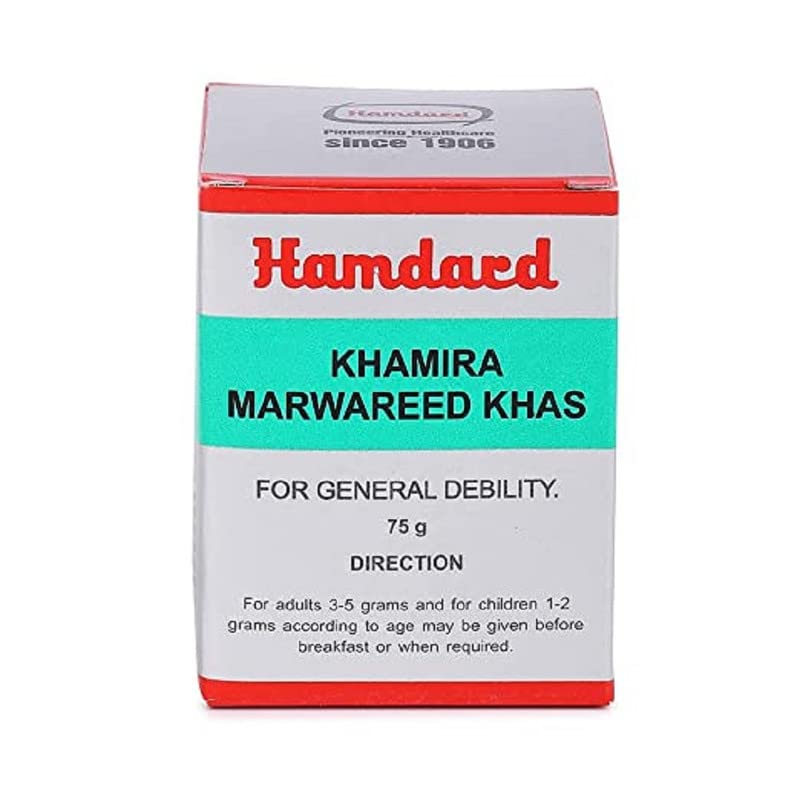 Hamdard
Pioneering Healthcare
since 1906
Hamdard
KHAMIRA
MARWAREED KHAS
FOR GENERAL DEBILITY.
75 g
DIRECTION
For adults 3-5 grams and for children 1-2
grams according to age may be given before
breakfast or when required.